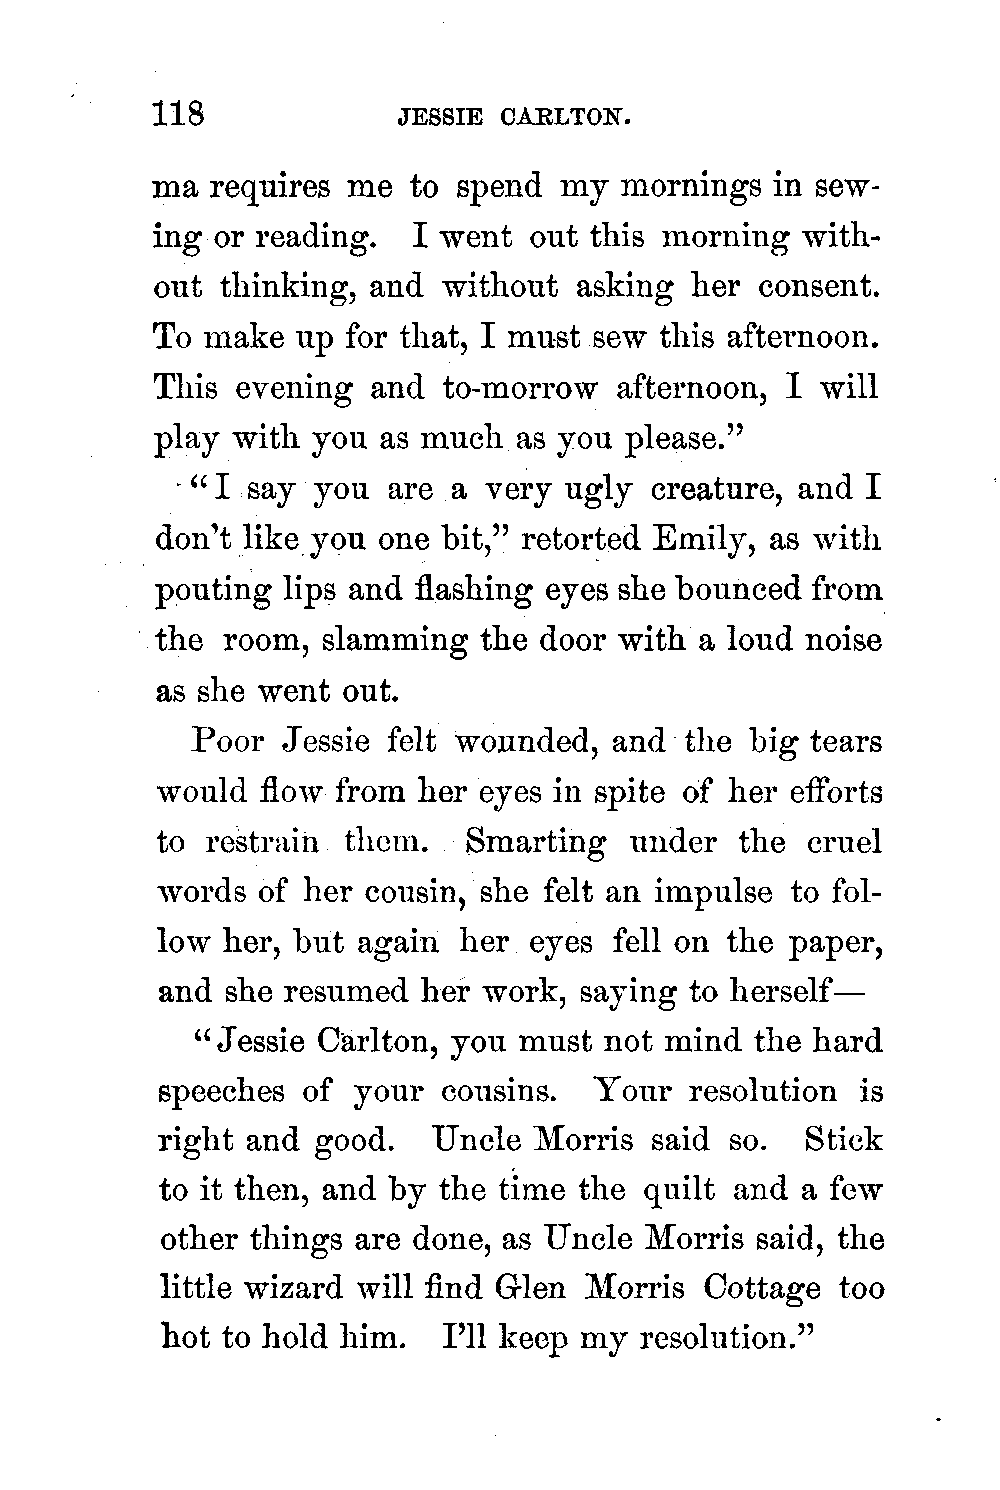 118 JESSIE CARLTON.
ma requires me to spend my mornings in sew-
ing or reading. I went out this morning with-
out thinking, and without asking her consent.
To make up for that, I must sew this afternoon.
This evening and to-morrow afternoon, I will
play with you as much as you please.”
“I say you are a very ugly creature, and I
don’t like you one bit,” retorted Emily, as with
pouting lips and flashing eyes she bounced from
the room, slamming the door with a loud noise
as she went out.
Poor Jessie felt wounded, and the big tears
would flow from her eyes in spite of her efforts
to restrain them. Smarting under the cruel
words of her cousin, she felt an impulse to fol-
low her, but again her eyes fell on the paper,
and she resumed her work, saying to herself—
“Jessie Carlton, you must not mind the hard
speeches of your cousins. Your resolution is
right and good. Uncle Morris said so. Stick
to it then, and by the time the quilt and a few
other things are done, as Uncle Morris said, the
little wizard will find Glen Morris Cottage too
hot to hold him. I’ll keep my resolution.”